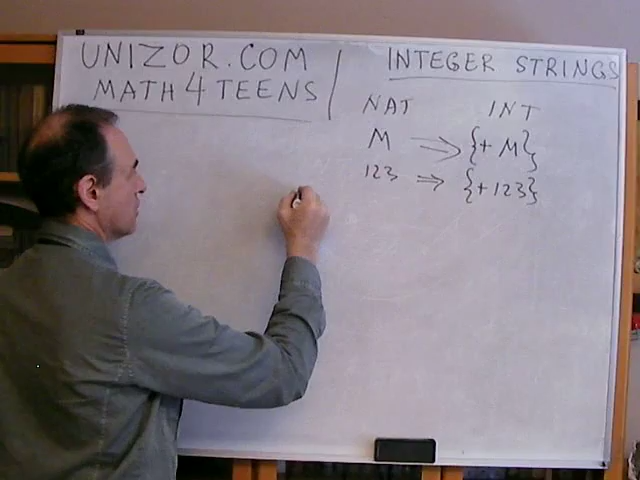 UNIZOR.COM
MATH 4 TEENS
INTEGER STRINGS
NAT INT
M ⇒ {+ M}
123 ⇒ {+123}